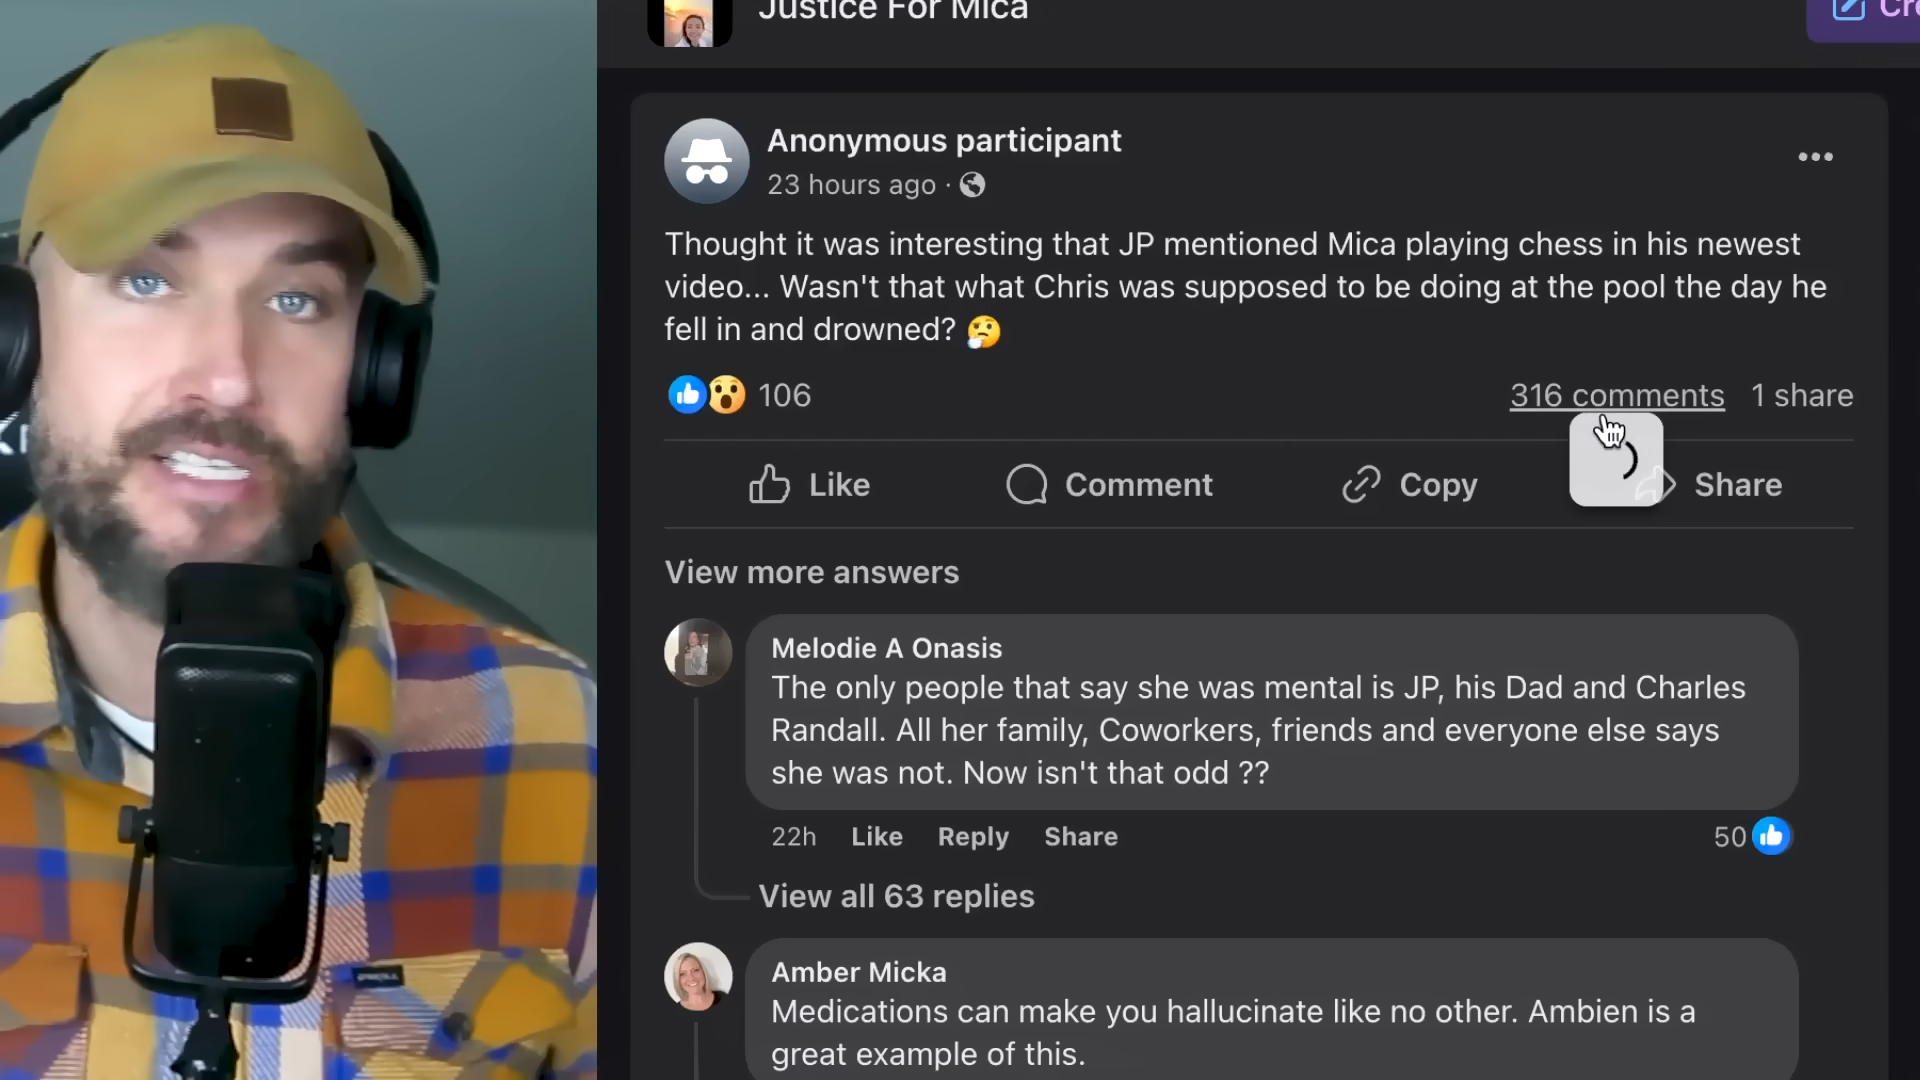 Justice For Mica
Anonymous participant
23 hours ago ·
Thought it was interesting that JP mentioned Mica playing chess in his newest
video... Wasn't that what Chris was supposed to be doing at the pool the day he
fell in and drowned? 🤔
106
316 comments 1 share
Like Comment Copy Share
View more answers
Melodie A Onasis
The only people that say she was mental is JP, his Dad and Charles
Randall. All her family, Coworkers, friends and everyone else says
she was not. Now isn't that odd ??
22h Like Reply Share 50
View all 63 replies
Amber Micka
Medications can make you hallucinate like no other. Ambien is a
great example of this.